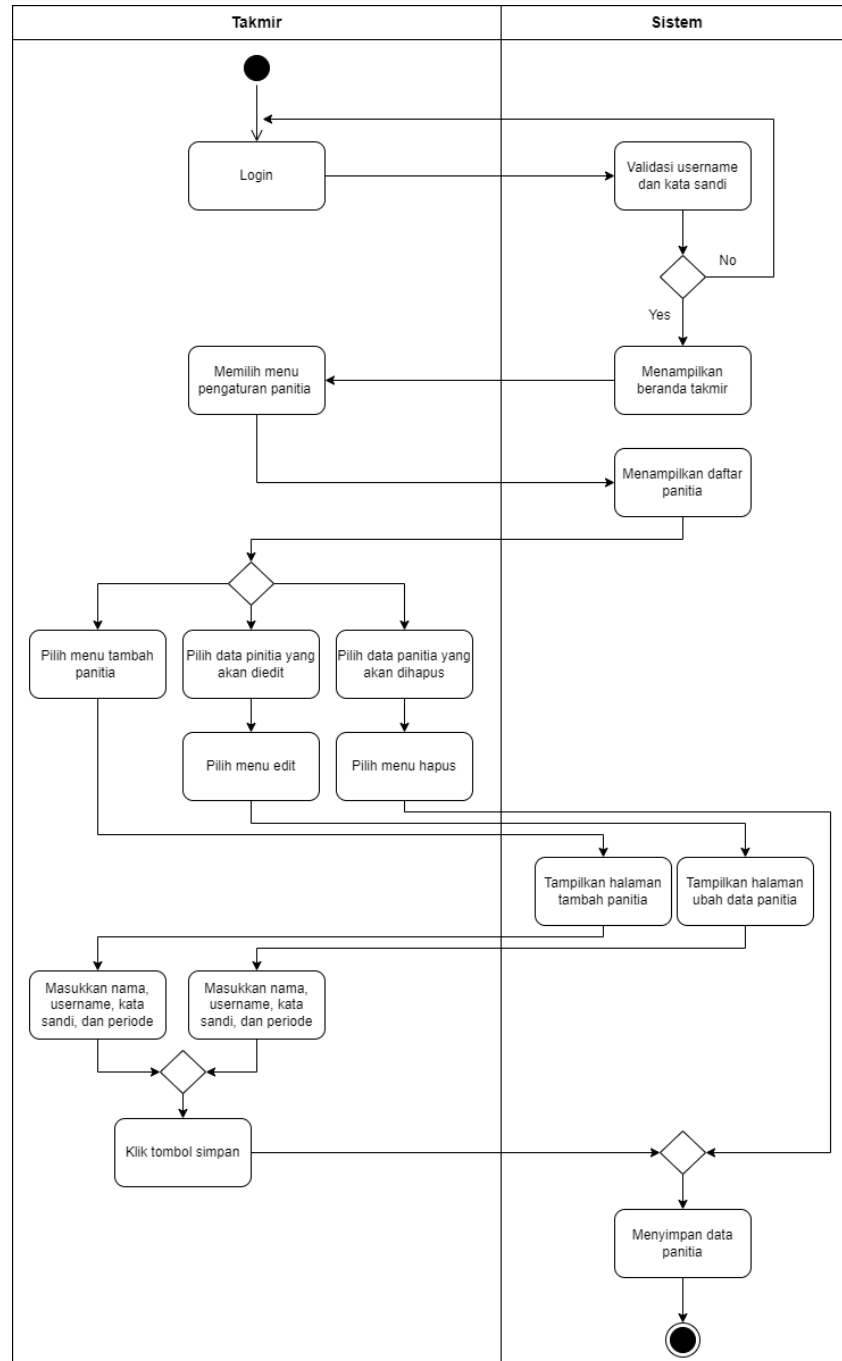 Takmir
Sistem
Login
Validasi username
dan kata sandi
No
Yes
Memilih menu
pengaturan panitia
Menampilkan
beranda takmir
Menampilkan daftar
panitia
Pilih menu tambah
panitia
Pilih data pinitia yang
akan diedit
Pilih data panitia yang
akan dihapus
Pilih menu edit
Pilih menu hapus
Tampilkan halaman
tambah panitia
Tampilkan halaman
ubah data panitia
Masukkan nama,
username, kata
sandi, dan periode
Masukkan nama,
username, kata
sandi, dan periode
Klik tombol simpan
Menyimpan data
panitia